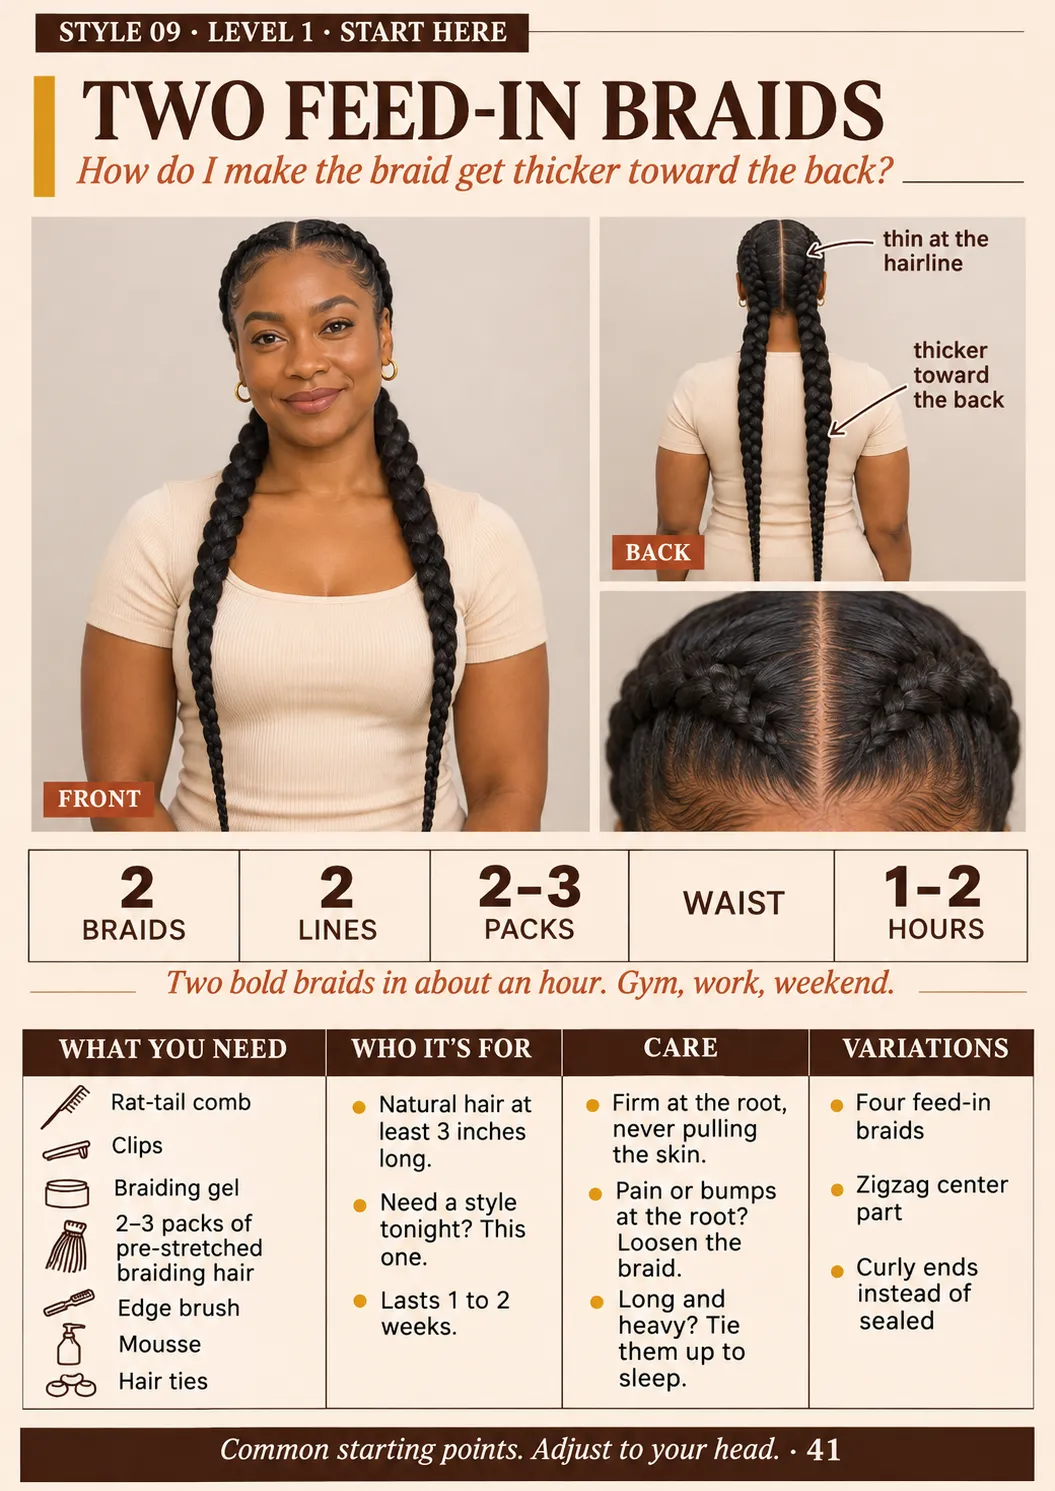 STYLE 09 · LEVEL 1 · START HERE
TWO FEED-IN BRAIDS
How do I make the braid get thicker toward the back?
thin at the
hairline
thicker
toward
the back
BACK
FRONT
2
BRAIDS
2
LINES
2–3
PACKS
WAIST
1–2
HOURS
Two bold braids in about an hour. Gym, work, weekend.
WHAT YOU NEED
Rat-tail comb
Clips
Braiding gel
2–3 packs of
pre-stretched
braiding hair
Edge brush
Mousse
Hair ties
WHO IT'S FOR
Natural hair at
least 3 inches
long.
Need a style
tonight? This
one.
Lasts 1 to 2
weeks.
CARE
Firm at the root,
never pulling
the skin.
Pain or bumps
at the root?
Loosen the
braid.
Long and
heavy? Tie
them up to
sleep.
VARIATIONS
Four feed-in
braids
Zigzag center
part
Curly ends
instead of
sealed
Common starting points. Adjust to your head. · 41